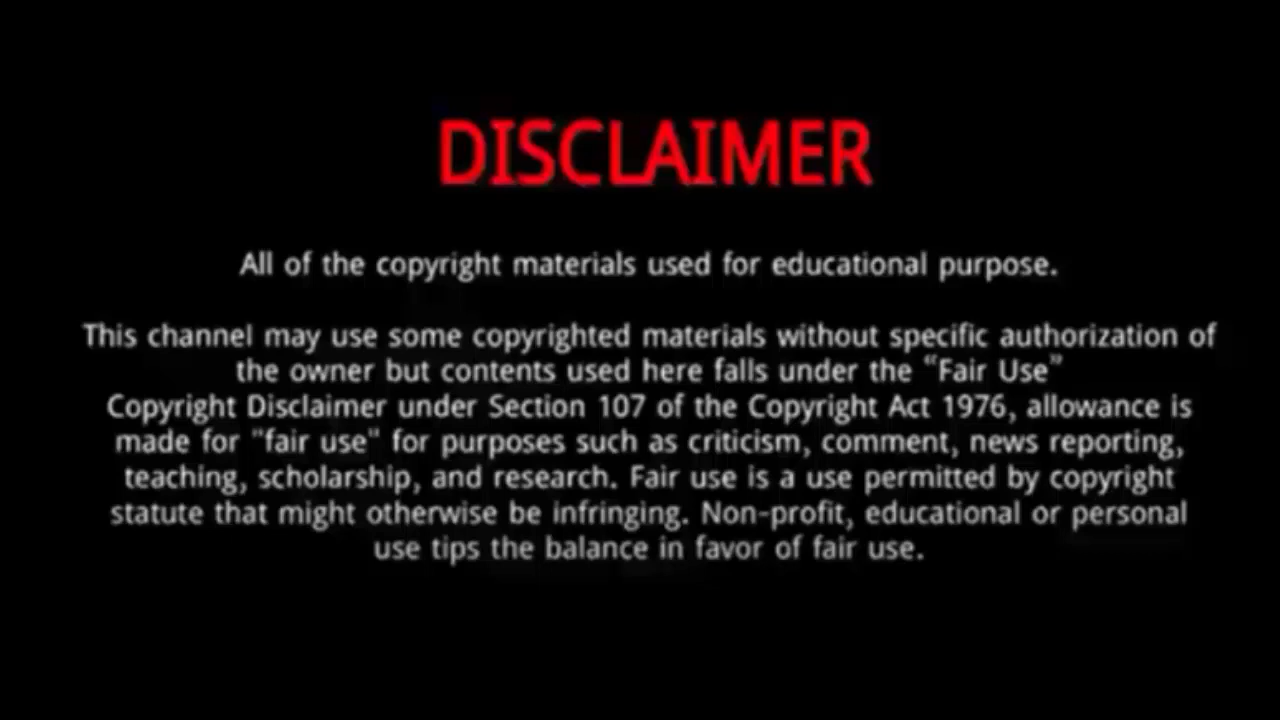 DISCLAIMER
All of the copyright materials used for educational purpose.
This channel may use some copyrighted materials without specific authorization of
the owner but contents used here falls under the “Fair Use”
Copyright Disclaimer under Section 107 of the Copyright Act 1976, allowance is
made for "fair use" for purposes such as criticism, comment, news reporting,
teaching, scholarship, and research. Fair use is a use permitted by copyright
statute that might otherwise be infringing. Non-profit, educational or personal
use tips the balance in favor of fair use.